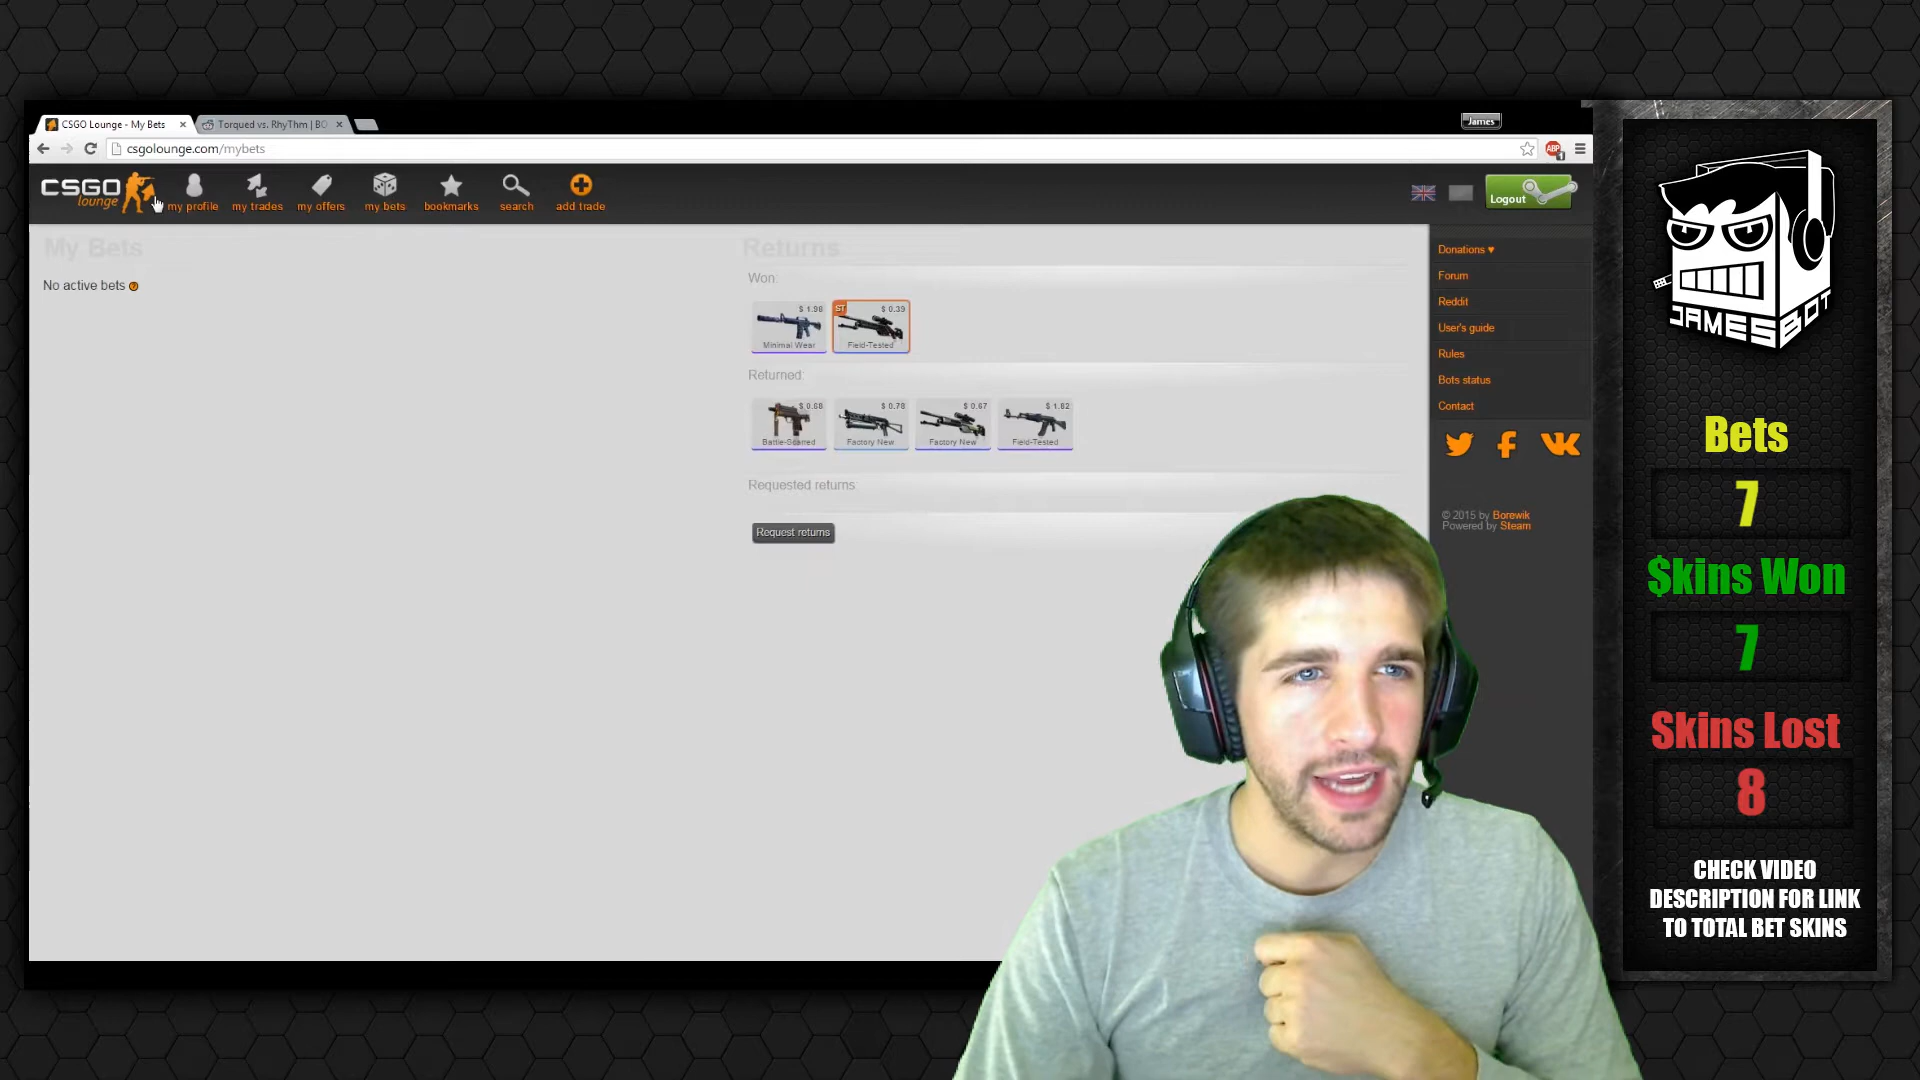 CSGO Lounge - My Bets
Torqued vs. RhyThm | BO
James
csgolounge.com/mybets
ABP
1
CSGO
lounge
my profile
my trades
my offers
my bets
bookmarks
search
add trade
Logout
My Bets
No active bets ?
Returns
Won:
$ 1.98
Minimal Wear
ST
$ 0.39
Field-Tested
Returned:
$ 0.68
Battle-Scarred
$ 0.78
Factory New
$ 0.67
Factory New
$ 1.62
Field-Tested
Requested returns:
Request returns
Donations ♥
Forum
Reddit
User's guide
Rules
Bots status
Contact
© 2015 by Borewik
Powered by Steam
JAMESBOT
Bets
7
$kins Won
7
Skins Lost
8
CHECK VIDEO
DESCRIPTION FOR LINK
TO TOTAL BET SKINS